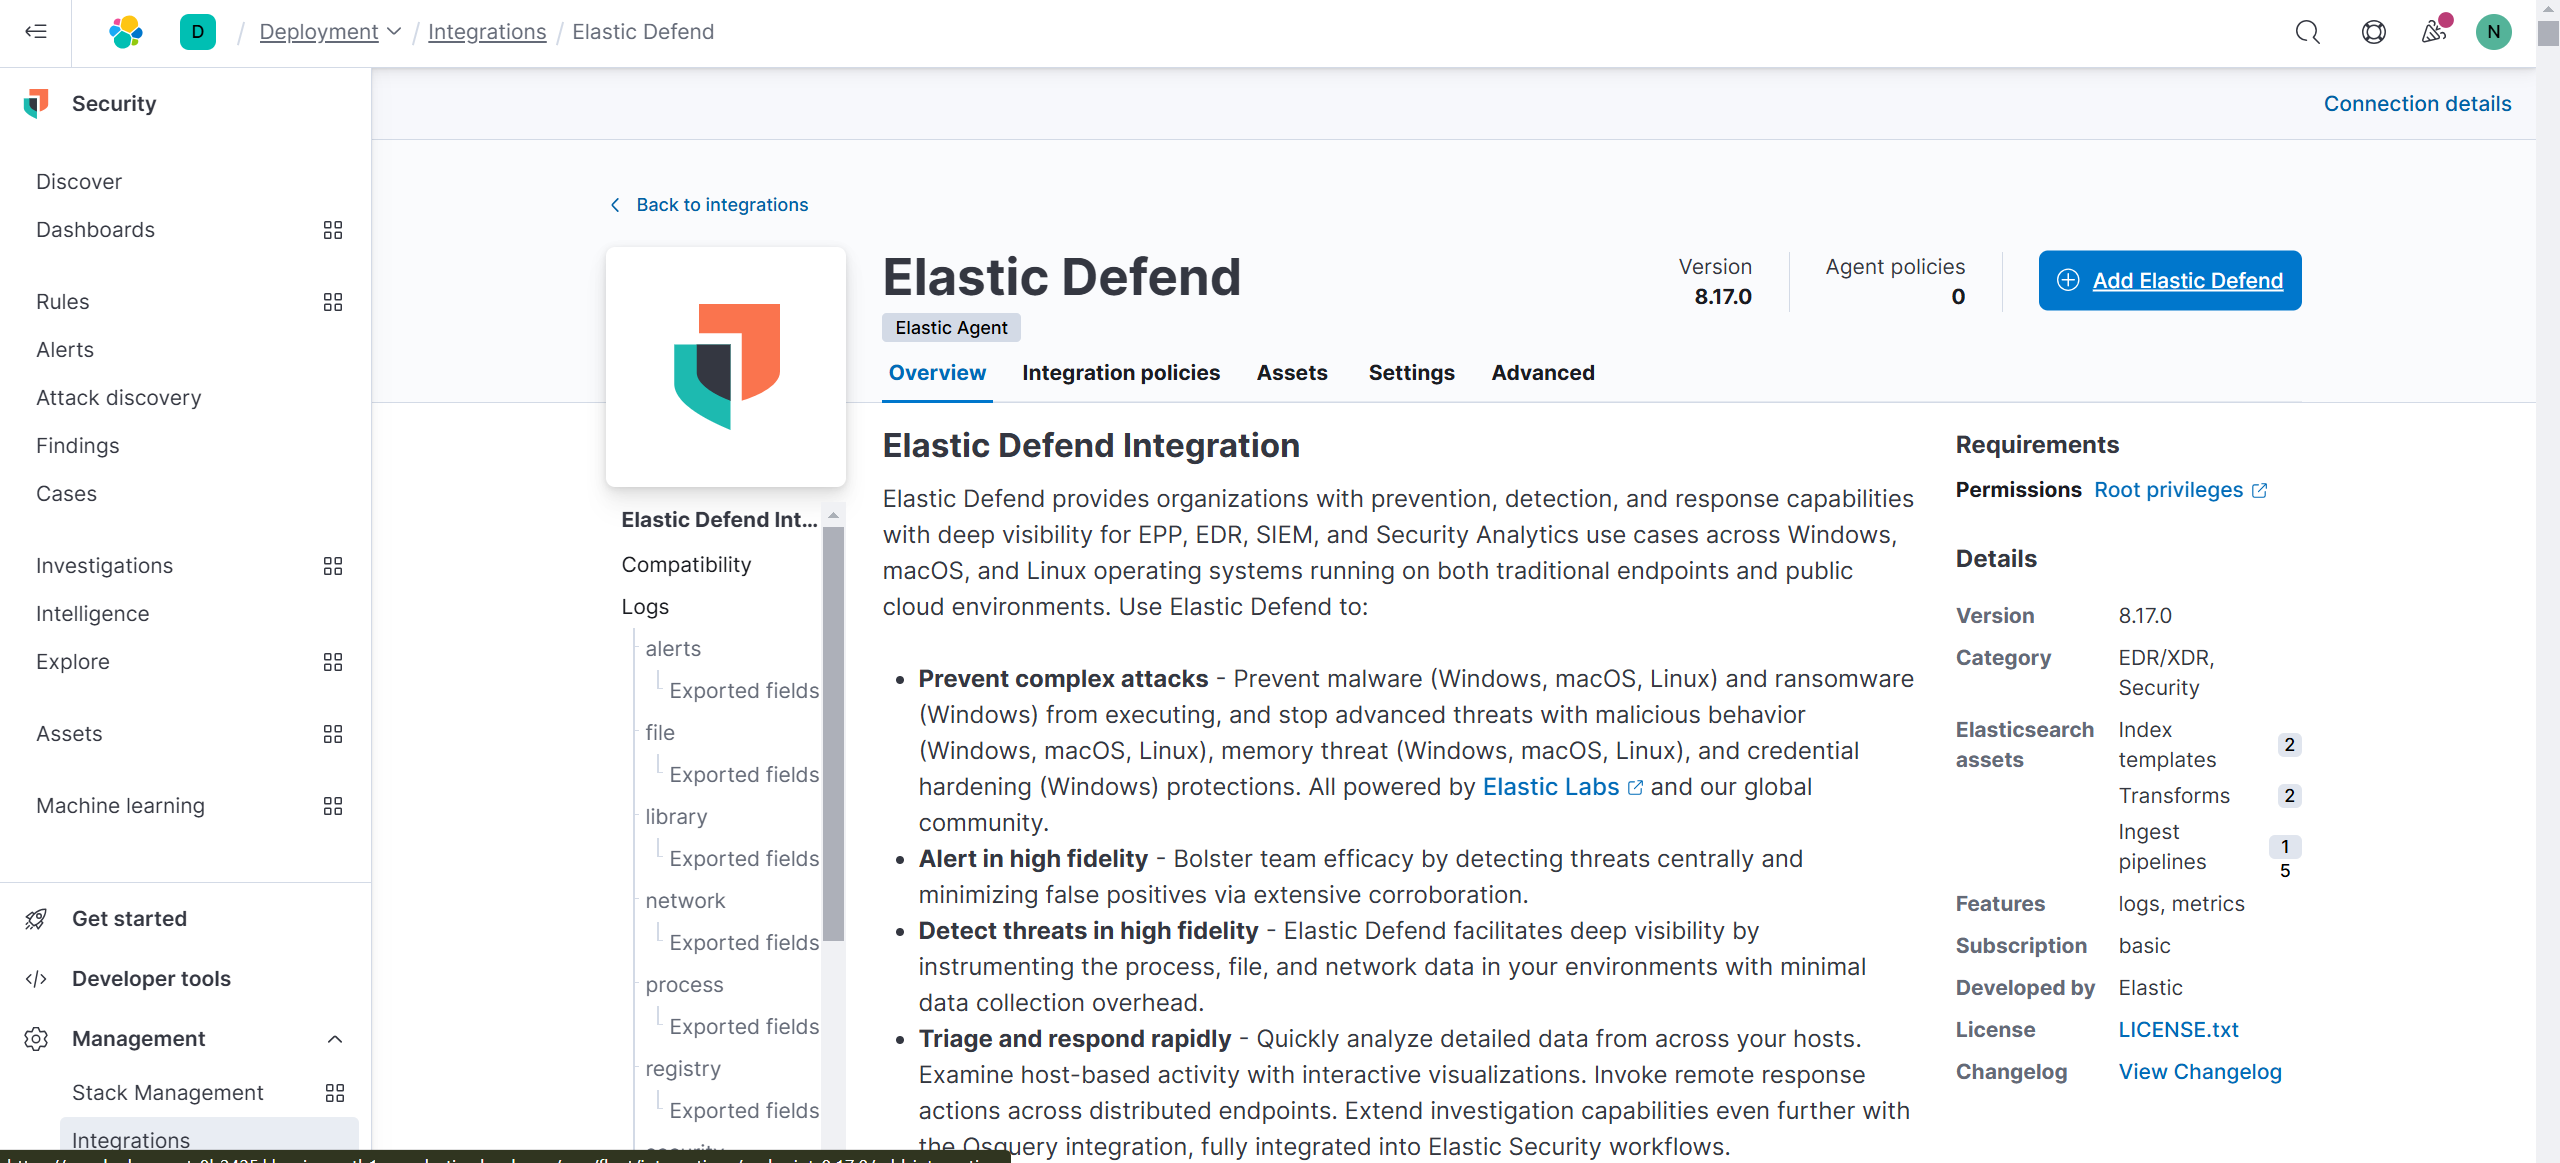 D / Deployment / Integrations / Elastic Defend
N
Security
Connection details
Discover
Dashboards
Rules
Alerts
Attack discovery
Findings
Cases
Investigations
Intelligence
Explore
Assets
Machine learning
Get started
Developer tools
Management
Stack Management
Integrations
Back to integrations
Elastic Defend
Elastic Agent
Version
8.17.0
Agent policies
0
Add Elastic Defend
Overview Integration policies Assets Settings Advanced
Elastic Defend Int...
Compatibility
Logs
alerts
Exported fields
file
Exported fields
library
Exported fields
network
Exported fields
process
Exported fields
registry
Exported fields
Elastic Defend Integration
Elastic Defend provides organizations with prevention, detection, and response capabilities
with deep visibility for EPP, EDR, SIEM, and Security Analytics use cases across Windows,
macOS, and Linux operating systems running on both traditional endpoints and public
cloud environments. Use Elastic Defend to:
• Prevent complex attacks - Prevent malware (Windows, macOS, Linux) and ransomware
(Windows) from executing, and stop advanced threats with malicious behavior
(Windows, macOS, Linux), memory threat (Windows, macOS, Linux), and credential
hardening (Windows) protections. All powered by Elastic Labs and our global
community.
• Alert in high fidelity - Bolster team efficacy by detecting threats centrally and
minimizing false positives via extensive corroboration.
• Detect threats in high fidelity - Elastic Defend facilitates deep visibility by
instrumenting the process, file, and network data in your environments with minimal
data collection overhead.
• Triage and respond rapidly - Quickly analyze detailed data from across your hosts.
Examine host-based activity with interactive visualizations. Invoke remote response
actions across distributed endpoints. Extend investigation capabilities even further with
the Osquery integration, fully integrated into Elastic Security workflows.
Requirements
Permissions Root privileges
Details
Version 8.17.0
Category EDR/XDR,
Security
Elasticsearch assets
Index templates 2
Transforms 2
Ingest pipelines 15
Features logs, metrics
Subscription basic
Developed by Elastic
License LICENSE.txt
Changelog View Changelog